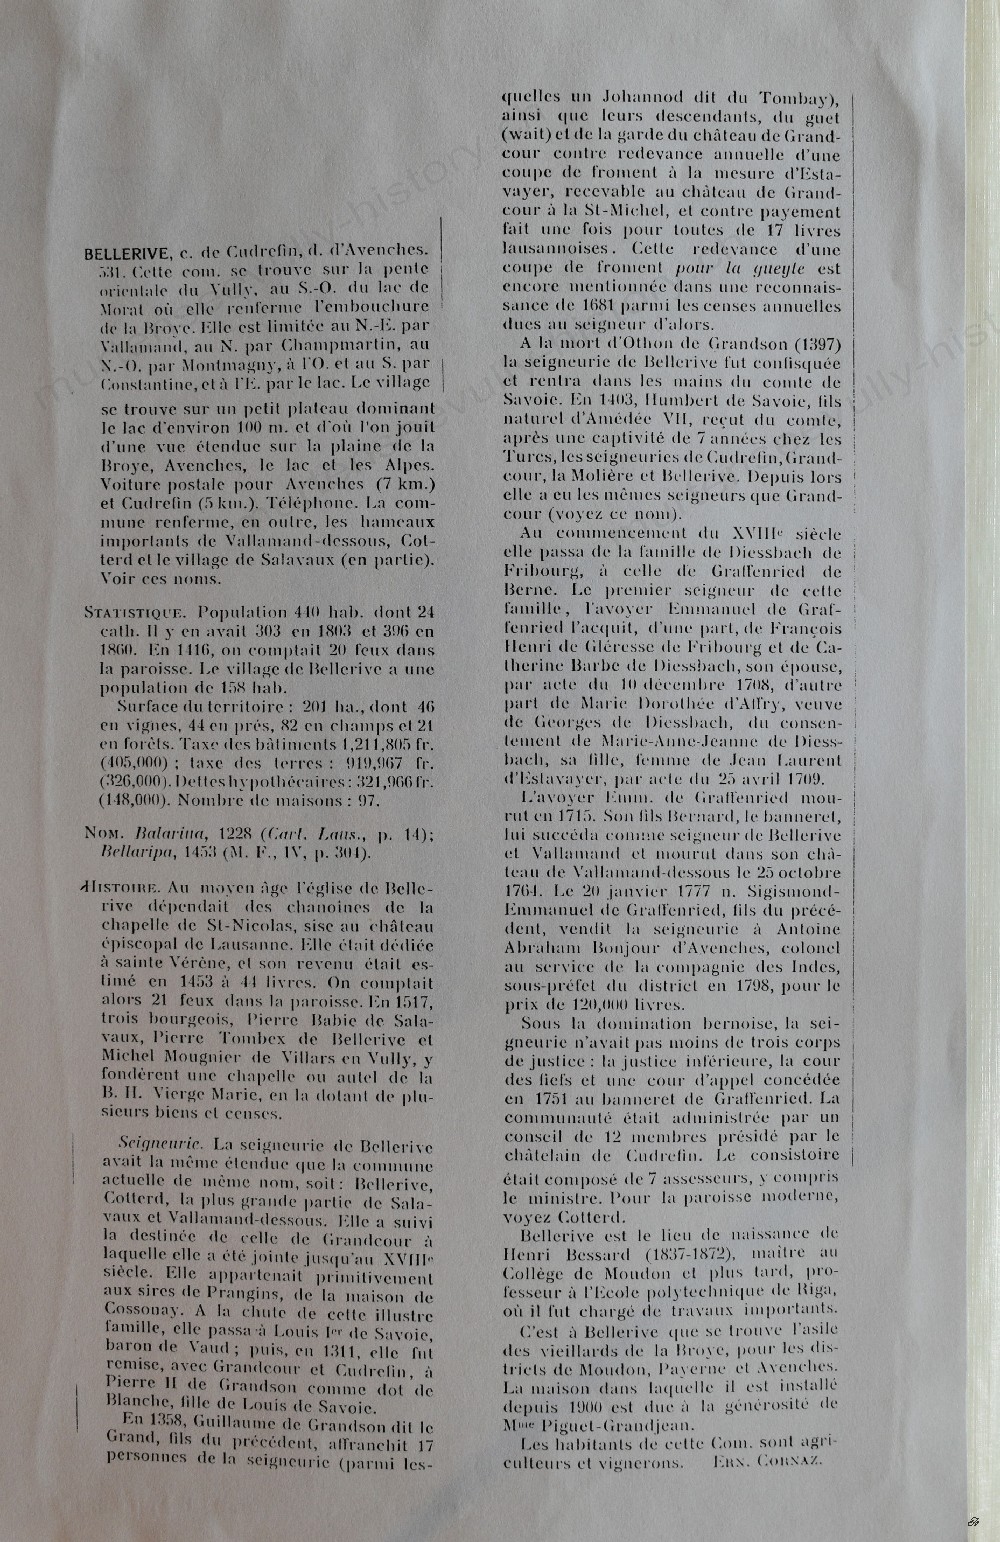 BELLERIVE, c. de Cudrefin, d. d'Avenches.
531. Cette com. se trouve sur la pente
orientale du Vully, au S.-O. du lac de
Morat où elle renferme l'embouchure
de la Broye. Elle est limitée au N.-E. par
Vallamand, au N. par Champmartin, au
N.-O. par Montmagny, à l'O. et au S. par
Constantine, et à l'E. par le lac. Le village
se trouve sur un petit plateau dominant
le lac d'environ 100 m. et d'où l'on jouit
d'une vue étendue sur la plaine de la
Broye, Avenches, le lac et les Alpes.
Voiture postale pour Avenches (7 km.)
et Cudrefin (5 km.). Téléphone. La com-
mune renferme, en outre, les hameaux
importants de Vallamand-dessous, Cot-
terd et le village de Salavaux (en partie).
Voir ces noms.
STATISTIQUE. Population 440 hab. dont 24
cath. Il y en avait 303 en 1803 et 396 en
1860. En 1416, on comptait 20 feux dans
la paroisse. Le village de Bellerive a une
population de 158 hab.
Surface du territoire : 201 ha., dont 46
en vignes, 44 en prés, 82 en champs et 21
en forêts. Taxe des bâtiments 1,211,805 fr.
(405,000) ; taxe des terres : 919,967 fr.
(326,000). Dettes hypothécaires : 321,966 fr.
(148,000). Nombre de maisons : 97.
NOM. Balariua, 1228 (Cart. Laus., p. 14);
Bellaripa, 1453 (M. F., IV, p. 304).
HISTOIRE. Au moyen âge l'église de Belle-
rive dépendait des chanoines de la
chapelle de St-Nicolas, sise au château
épiscopal de Lausanne. Elle était dédiée
à sainte Vérène, et son revenu était es-
timé en 1453 à 44 livres. On comptait
alors 21 feux dans la paroisse. En 1517,
trois bourgeois, Pierre Babie de Sala-
vaux, Pierre Tombex de Bellerive et
Michel Mougnier de Villars en Vully, y
fondèrent une chapelle ou autel de la
B. H. Vierge Marie, en la dotant de plu-
sieurs biens et censes.
Seigneurie. La seigneurie de Bellerive
avait la même étendue que la commune
actuelle de même nom, soit : Bellerive,
Cotterd, la plus grande partie de Sala-
vaux et Vallamand-dessous. Elle a suivi
la destinée de celle de Grandcour à
laquelle elle a été jointe jusqu'au XVIIIe
siècle. Elle appartenait primitivement
aux sires de Prangins, de la maison de
Cossonay. A la chute de cette illustre
famille, elle passa à Louis Ier de Savoie,
baron de Vaud ; puis, en 1311, elle fut
remise, avec Grandcour et Cudrefin, à
Pierre II de Grandson comme dot de
Blanche, fille de Louis de Savoie.
En 1358, Guillaume de Grandson dit le
Grand, fils du précédent, affranchit 17
personnes de la seigneurie (parmi les-
quelles un Johannod dit du Tombay),
ainsi que leurs descendants, du guet
(wait) et de la garde du château de Grand-
cour contre redevance annuelle d'une
coupe de froment à la mesure d'Esta-
vayer, recevable au château de Grand-
cour à la St-Michel, et contre payement
fait une fois pour toutes de 17 livres
lausannoises. Cette redevance d'une
coupe de froment pour la gueyte est
encore mentionnée dans une reconnais-
sance de 1681 parmi les censes annuelles
dues au seigneur d'alors.
A la mort d'Othon de Grandson (1397)
la seigneurie de Bellerive fut confisquée
et rentra dans les mains du comte de
Savoie. En 1403, Humbert de Savoie, fils
naturel d'Amédée VII, reçut du comte,
après une captivité de 7 années chez les
Turcs, les seigneuries de Cudrefin, Grand-
cour, la Molière et Bellerive. Depuis lors
elle a eu les mêmes seigneurs que Grand-
cour (voyez ce nom).
Au commencement du XVIIIe siècle
elle passa de la famille de Diessbach de
Fribourg, à celle de Graffenried de
Berne. Le premier seigneur de cette
famille, l'avoyer Emmanuel de Graf-
fenried l'acquit, d'une part, de François
Henri de Gléresse de Fribourg et de Ca-
therine Barbe de Diessbach, son épouse,
par acte du 10 décembre 1708, d'autre
part de Marie Dorothée d'Affry, veuve
de Georges de Diessbach, du consen-
tement de Marie-Anne-Jeanne de Diess-
bach, sa fille, femme de Jean Laurent
d'Estavayer, par acte du 25 avril 1709.
L'avoyer Emm. de Graffenried mou-
rut en 1715. Son fils Bernard, le banneret,
lui succéda comme seigneur de Bellerive
et Vallamand et mourut dans son châ-
teau de Vallamand-dessous le 25 octobre
1764. Le 20 janvier 1777 n. Sigismond-
Emmanuel de Graffenried, fils du précé-
dent, vendit la seigneurie à Antoine
Abraham Bonjour d'Avenches, colonel
au service de la compagnie des Indes,
sous-préfet du district en 1798, pour le
prix de 120,000 livres.
Sous la domination bernoise, la sei-
gneurie n'avait pas moins de trois corps
de justice : la justice inférieure, la cour
des fiefs et une cour d'appel concédée
en 1751 au banneret de Graffenried. La
communauté était administrée par un
conseil de 12 membres présidé par le
châtelain de Cudrefin. Le consistoire
était composé de 7 assesseurs, y compris
le ministre. Pour la paroisse moderne,
voyez Cotterd.
Bellerive est le lieu de naissance de
Henri Bessard (1837-1872), maître au
Collège de Moudon et plus tard, pro-
fesseur à l'Ecole polytechnique de Riga,
où il fut chargé de travaux importants.
C'est à Bellerive que se trouve l'asile
des vieillards de la Broye, pour les dis-
tricts de Moudon, Payerne et Avenches.
La maison dans laquelle il est installé
depuis 1900 est due à la générosité de
Mme Piguet-Grandjean.
Les habitants de cette Com. sont agri-
culteurs et vignerons. ERN. CORNAZ.